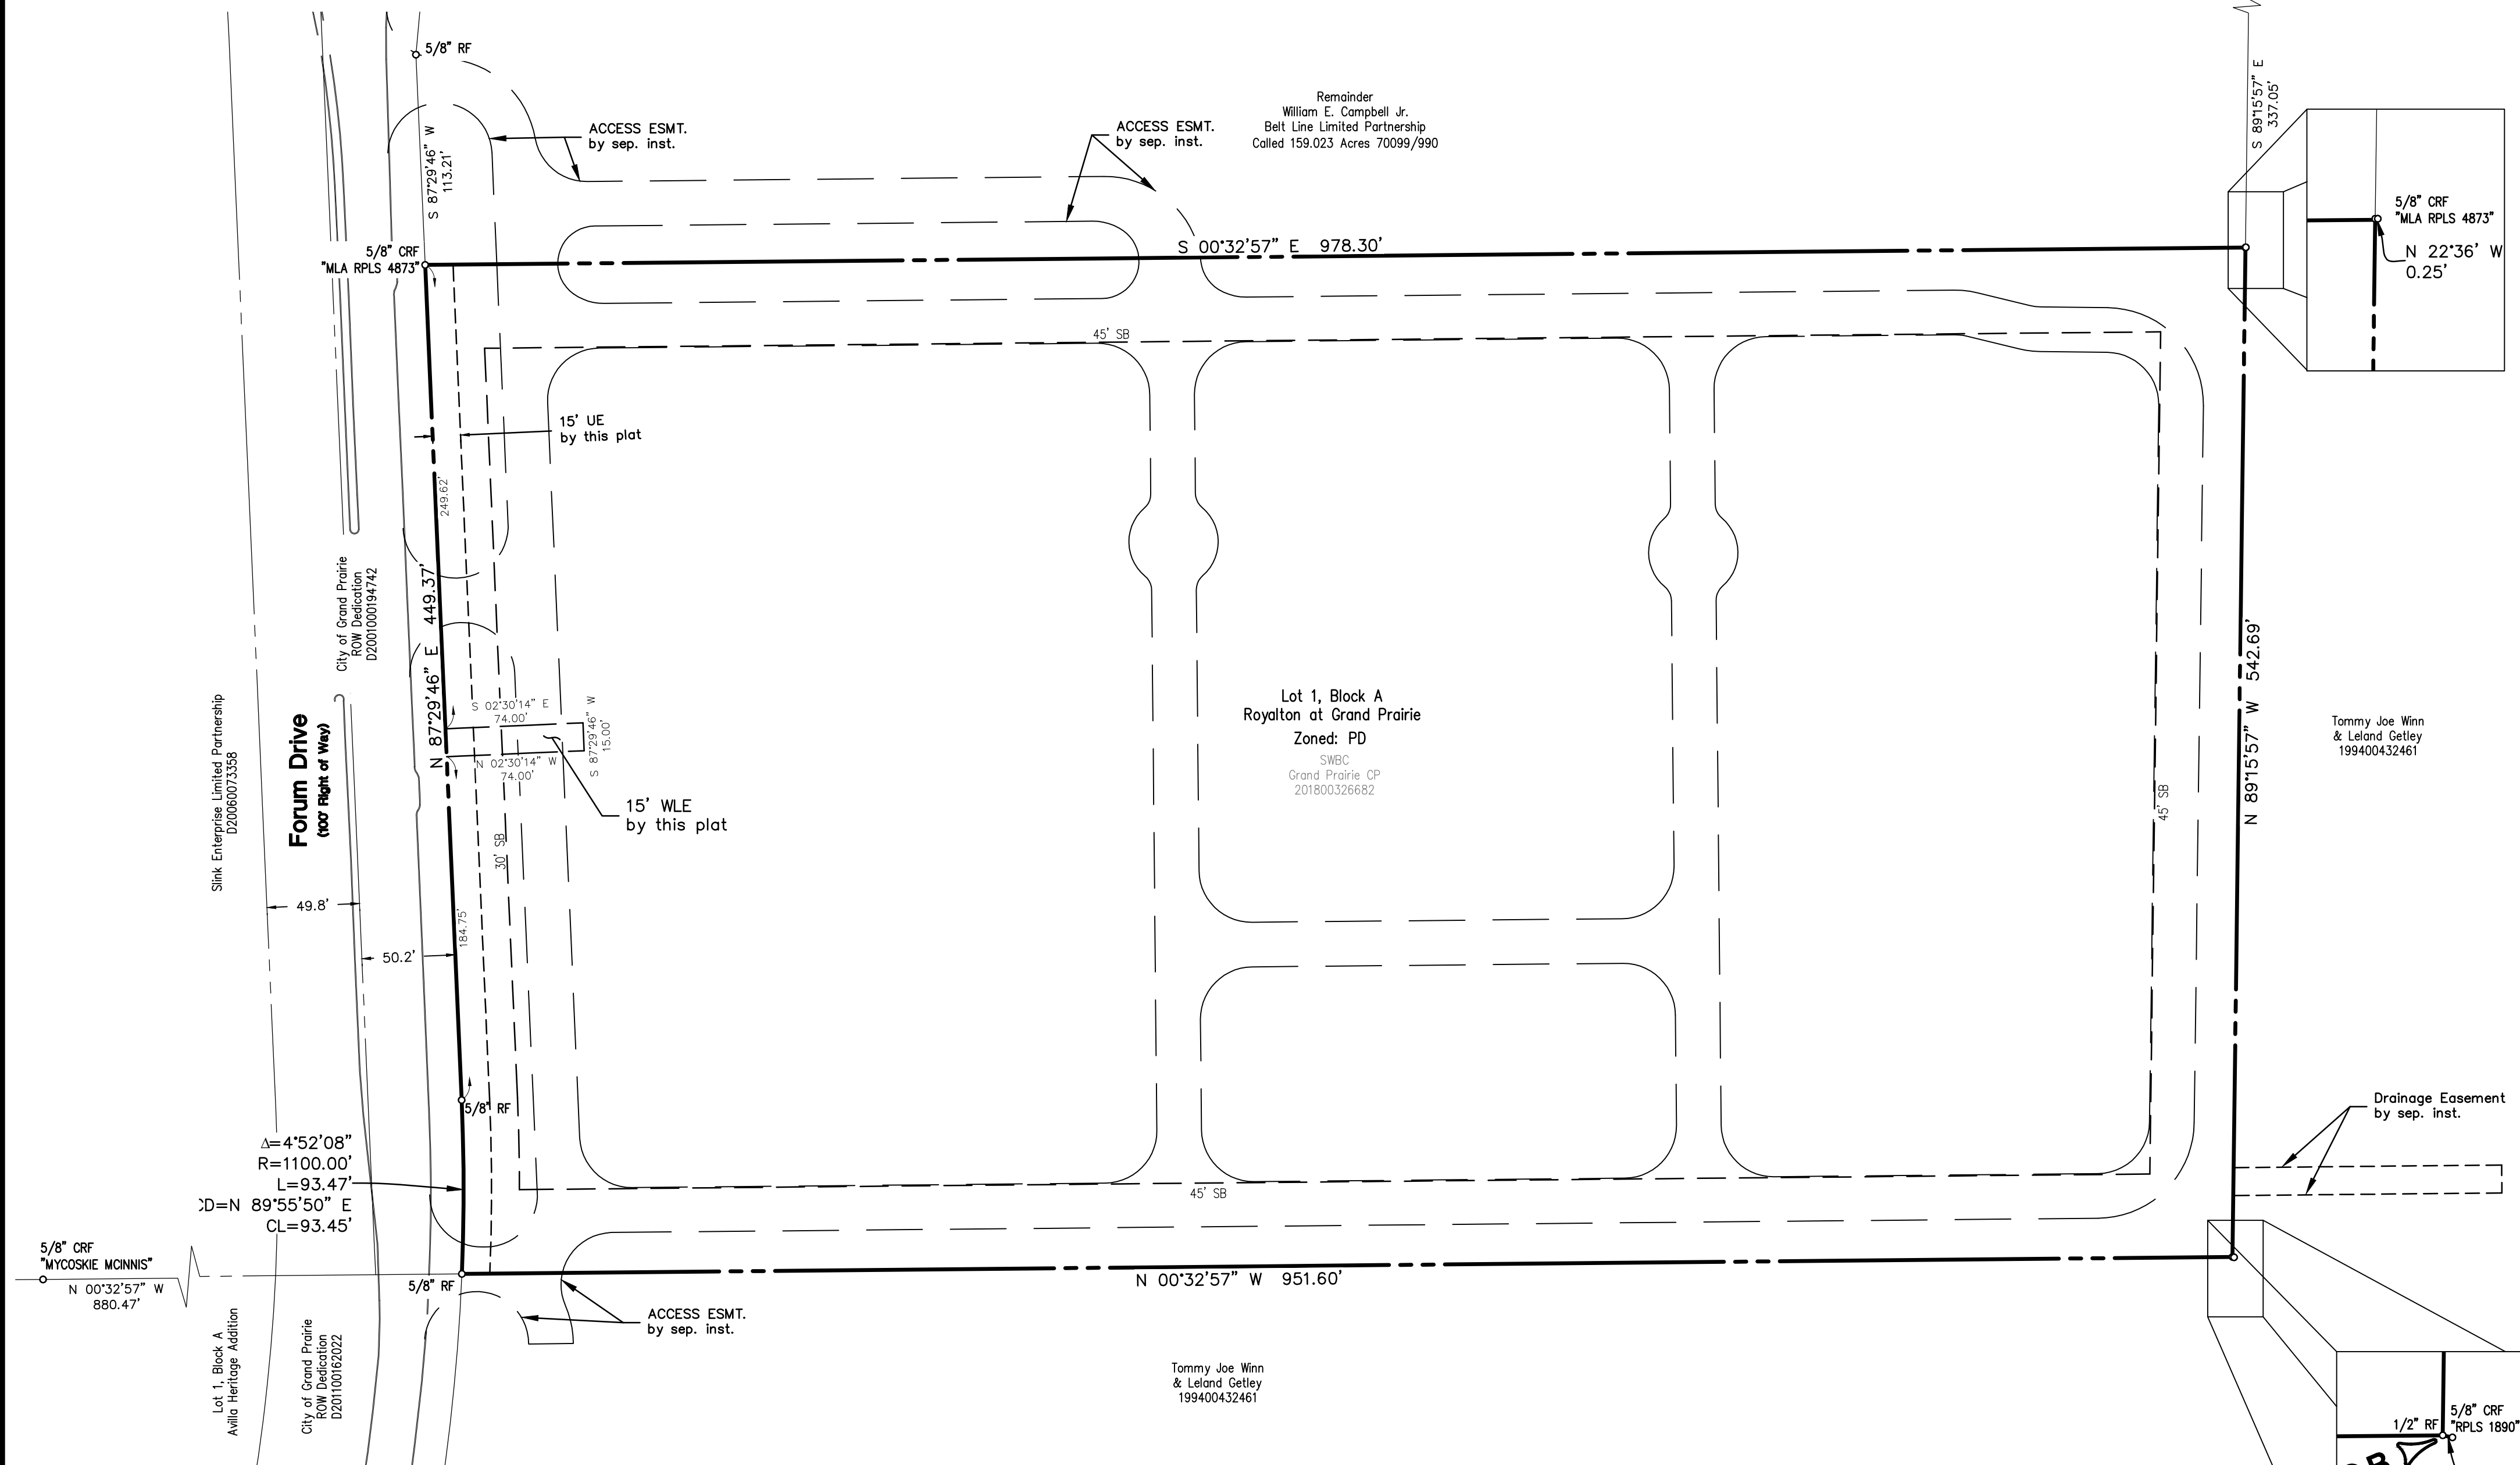 5/8" RF
S 87°29'46" W
113.21'
ACCESS ESMT.
by sep. inst.
ACCESS ESMT.
by sep. inst.
Remainder
William E. Campbell Jr.
Belt Line Limited Partnership
Called 159.023 Acres 70099/990
S 89°15'57" E
337.05'
5/8" CRF
"MLA RPLS 4873"
N 22°36' W
0.25'
5/8" CRF
"MLA RPLS 4873"
S 00°32'57" E 978.30'
45' SB
15' UE
by this plat
249.62'
N 87°29'46" E 449.37'
City of Grand Prairie
ROW Dedication
D2001000194742
Slink Enterprise Limited Partnership
D200600073358
Forum Drive
(100' Right of Way)
S 02°30'14" E
74.00'
S 87°29'46" W
15.00'
N 02°30'14" W
74.00'
15' WLE
by this plat
30' SB
Lot 1, Block A
Royalton at Grand Prairie
Zoned: PD
SWBC
Grand Prairie CP
201800326682
N 89°15'57" W 542.69'
45' SB
Tommy Joe Winn
& Leland Getley
199400432461
49.8'
50.2'
184.75'
5/8" RF
Δ=4°52'08"
R=1100.00'
L=93.47'
CD=N 89°55'50" E
CL=93.45'
45' SB
Drainage Easement
by sep. inst.
5/8" CRF
"MYCOSKIE MCINNIS"
N 00°32'57" W
880.47'
5/8" RF
N 00°32'57" W 951.60'
ACCESS ESMT.
by sep. inst.
Lot 1, Block A
Avilla Heritage Addition
City of Grand Prairie
ROW Dedication
D201100162022
Tommy Joe Winn
& Leland Getley
199400432461
1/2" RF
5/8" CRF
"RPLS 1890"